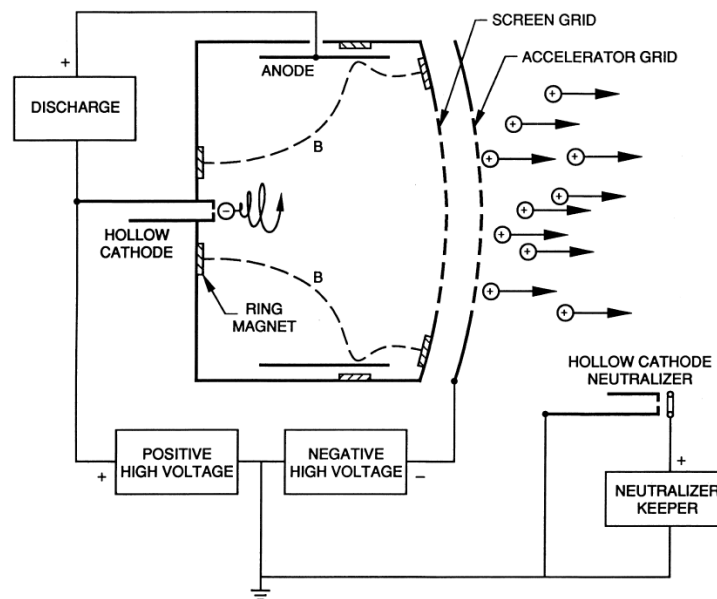 SCREEN GRID
ACCELERATOR GRID
+
ANODE
DISCHARGE
B
HOLLOW
CATHODE
−
B
RING
MAGNET
+
+
+
+
+
+
+
+
+
+
+
HOLLOW CATHODE
NEUTRALIZER
POSITIVE
HIGH VOLTAGE
+
NEGATIVE
HIGH VOLTAGE
−
+
NEUTRALIZER
KEEPER